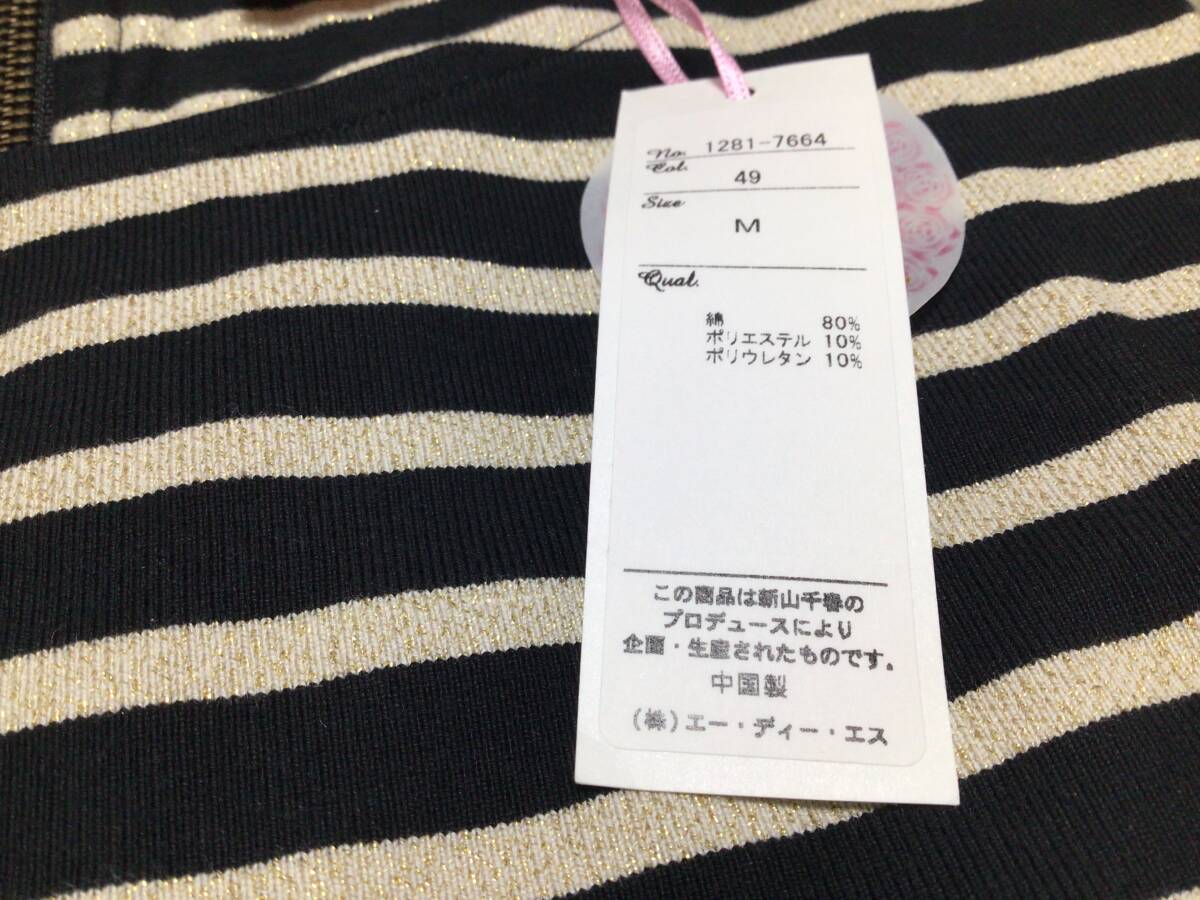 No. 1281-7664
Col. 49
Size
M
Qual.
綿 80%
ポリエステル 10%
ポリウレタン 10%
この商品は新山千春の
プロデュースにより
企画・生産されたものです。
中国製
(株)エー・ディー・エス